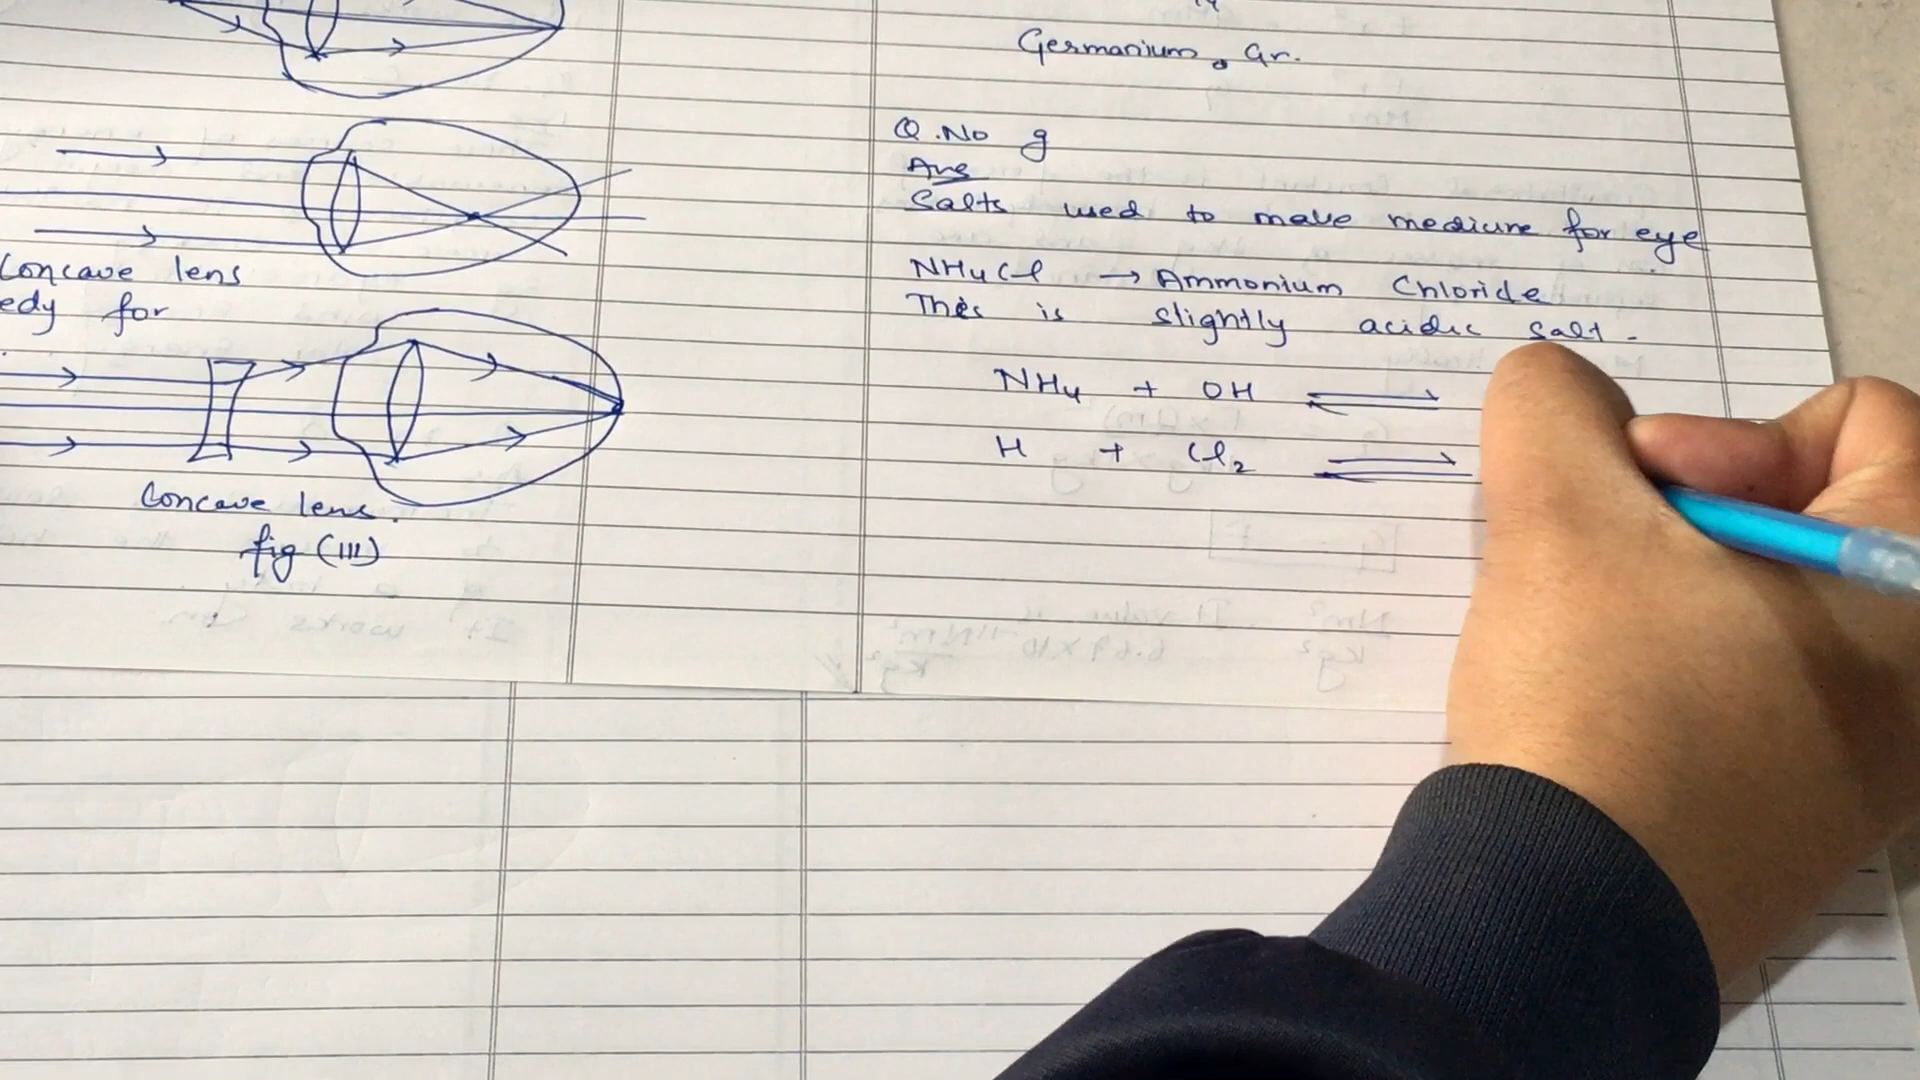 Concave lens
edy for
Concave lens.
fig (III)
Germanium, Gr.
Q.No g
Ans
Salts used to make medicine for eye
NH4Cl → Ammonium Chloride
This is slightly acidic salt.
NH4 + OH ⇌
H + Cl2 ⇌